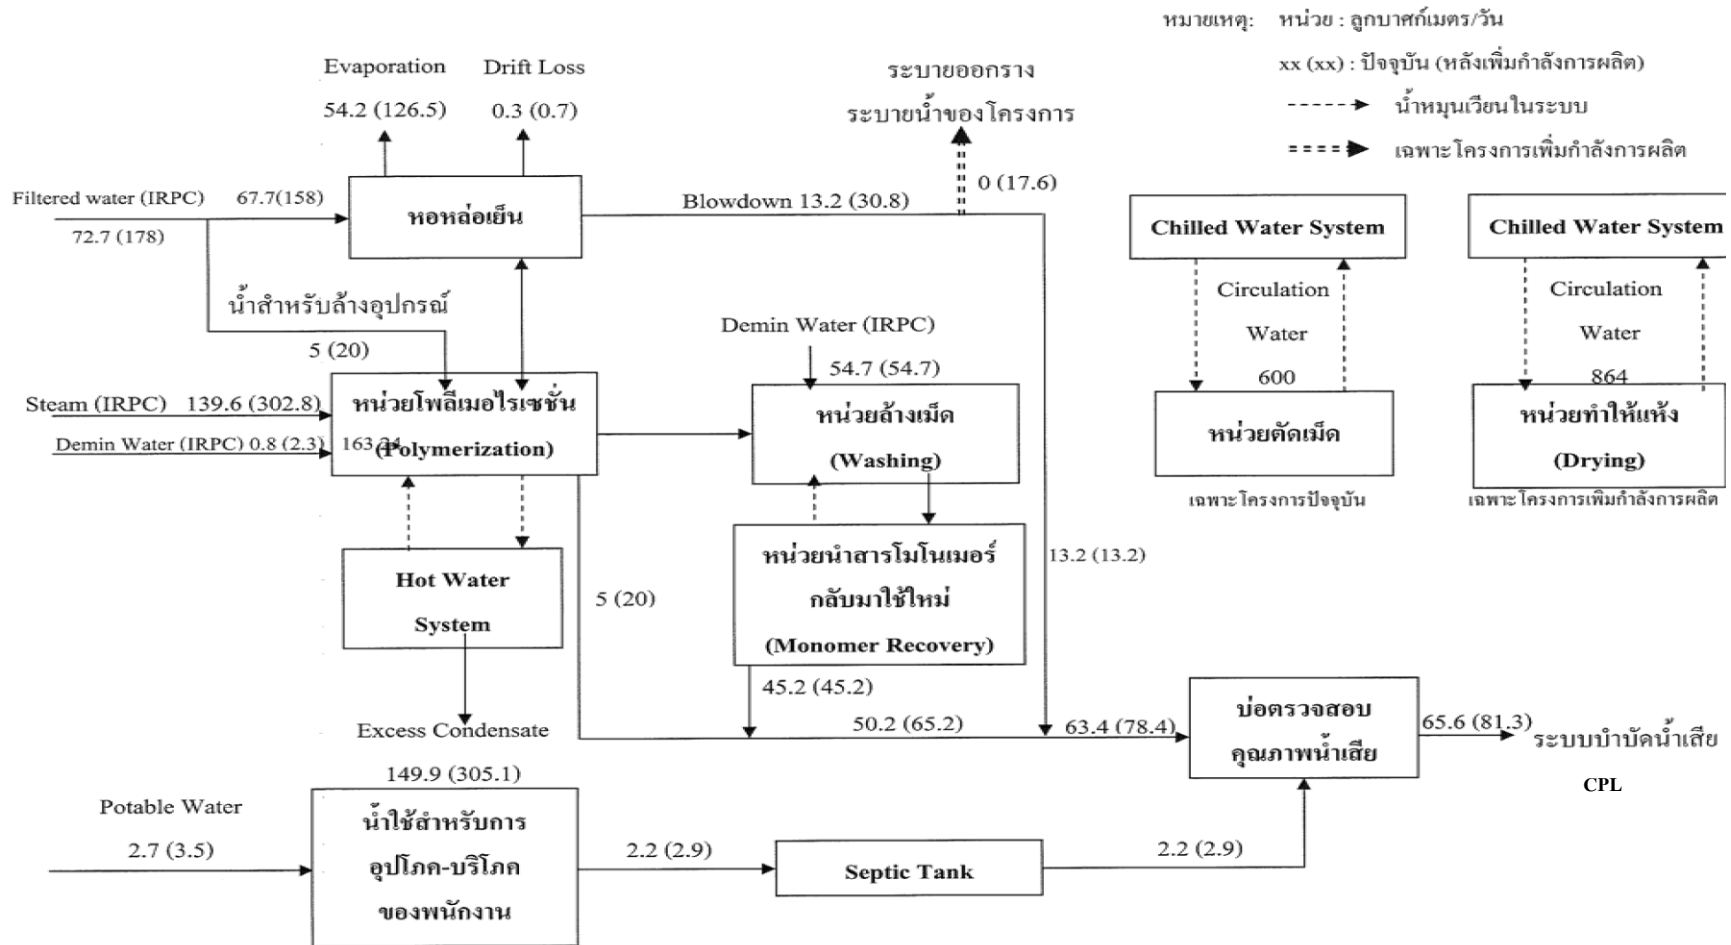 หมายเหตุ: หน่วย : ลูกบาศก์เมตร/วัน
xx (xx) : ปัจจุบัน (หลังเพิ่มกำลังการผลิต)
น้ำหมุนเวียนในระบบ
เฉพาะโครงการเพิ่มกำลังการผลิต
Evaporation
54.2 (126.5)
Drift Loss
0.3 (0.7)
ระบายออกราง
ระบายน้ำของโครงการ
0 (17.6)
Filtered water (IRPC)
72.7 (178)
67.7(158)
หอหล่อเย็น
Blowdown 13.2 (30.8)
น้ำสำหรับล้างอุปกรณ์
5 (20)
Steam (IRPC) 139.6 (302.8)
Demin Water (IRPC) 0.8 (2.3)
หน่วยโพลีเมอไรเซชั่น
(Polymerization)
Demin Water (IRPC)
54.7 (54.7)
หน่วยล้างเม็ด
(Washing)
Chilled Water System
Circulation
Water
600
หน่วยตัดเม็ด
เฉพาะโครงการปัจจุบัน
Chilled Water System
Circulation
Water
864
หน่วยทำให้แห้ง
(Drying)
เฉพาะโครงการเพิ่มกำลังการผลิต
Hot Water
System
5 (20)
หน่วยนำสารโมโนเมอร์
กลับมาใช้ใหม่
(Monomer Recovery)
13.2 (13.2)
45.2 (45.2)
Excess Condensate
149.9 (305.1)
50.2 (65.2)
63.4 (78.4)
บ่อตรวจสอบ
คุณภาพน้ำเสีย
65.6 (81.3)
ระบบบำบัดน้ำเสีย
CPL
Potable Water
2.7 (3.5)
น้ำใช้สำหรับการ
อุปโภค-บริโภค
ของพนักงาน
2.2 (2.9)
Septic Tank
2.2 (2.9)